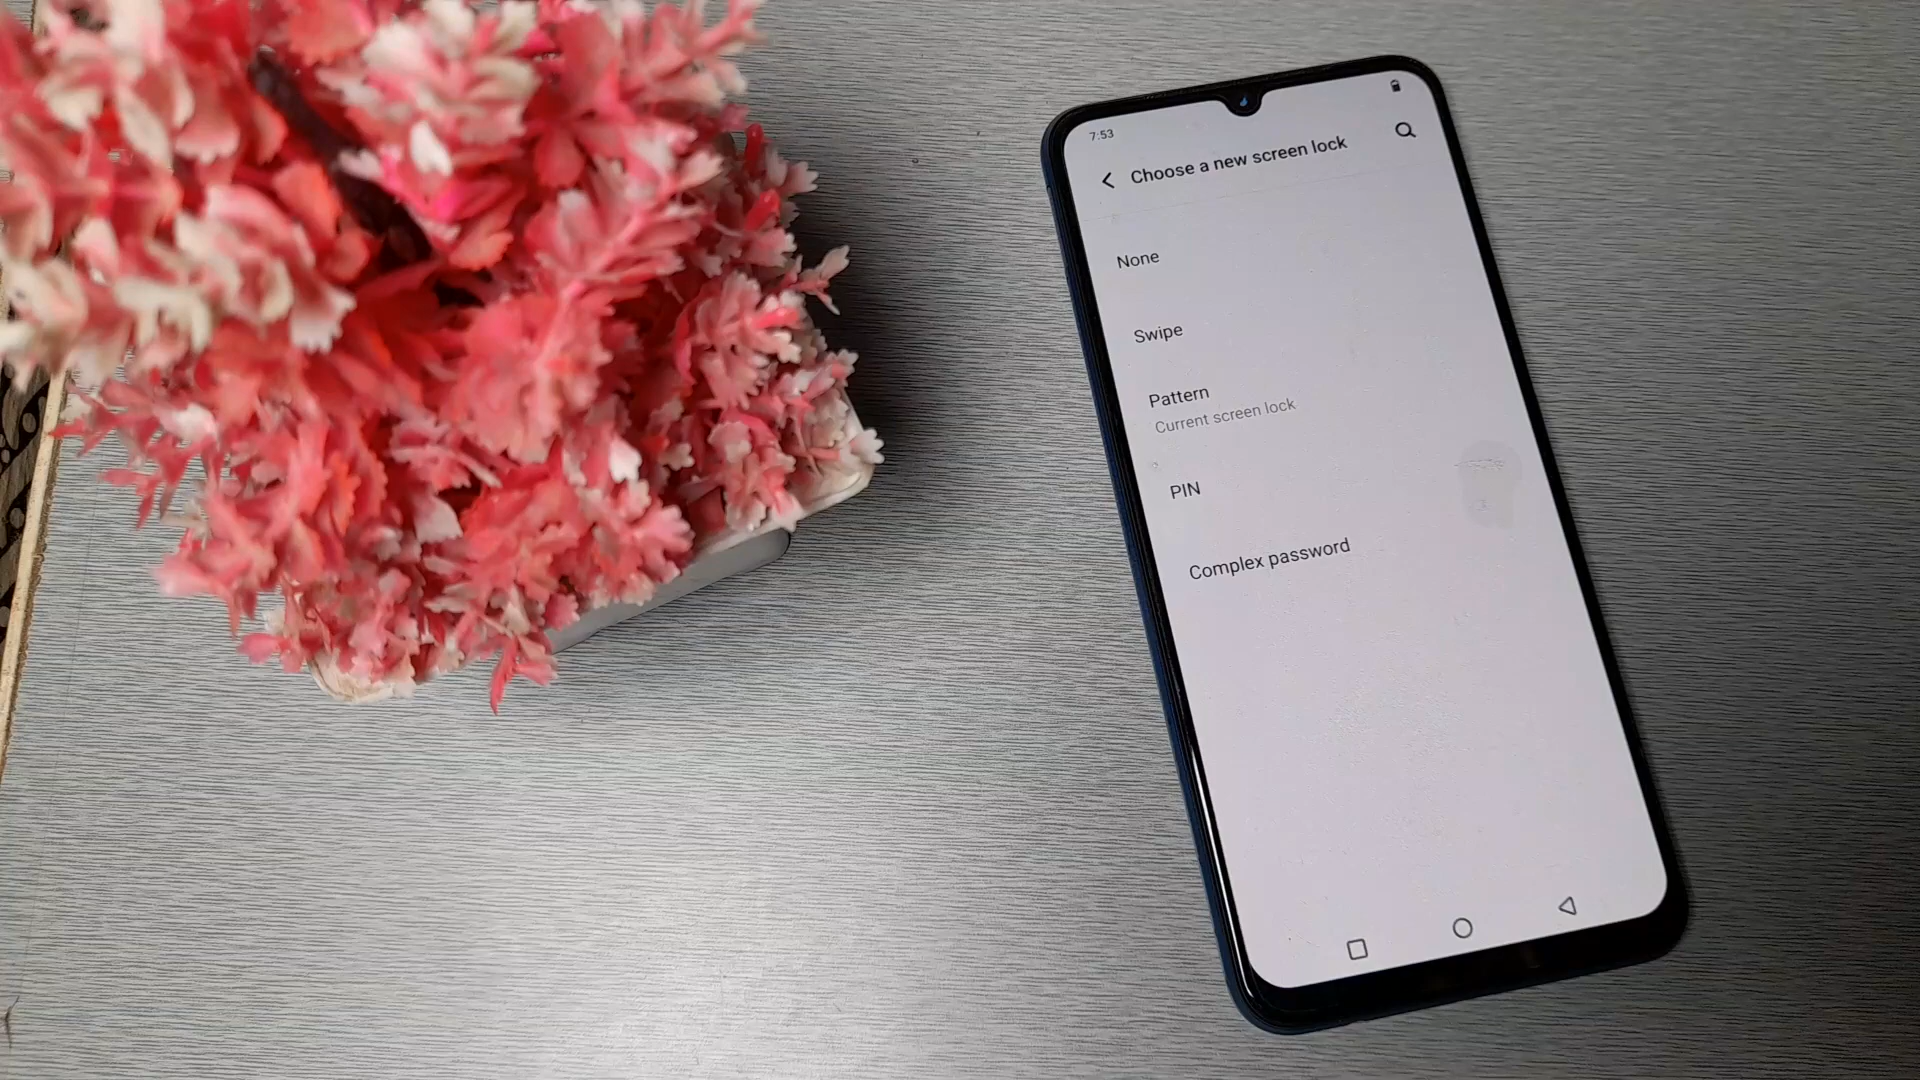 7:53
Choose a new screen lock
None
Swipe
Pattern
Current screen lock
PIN
Complex password